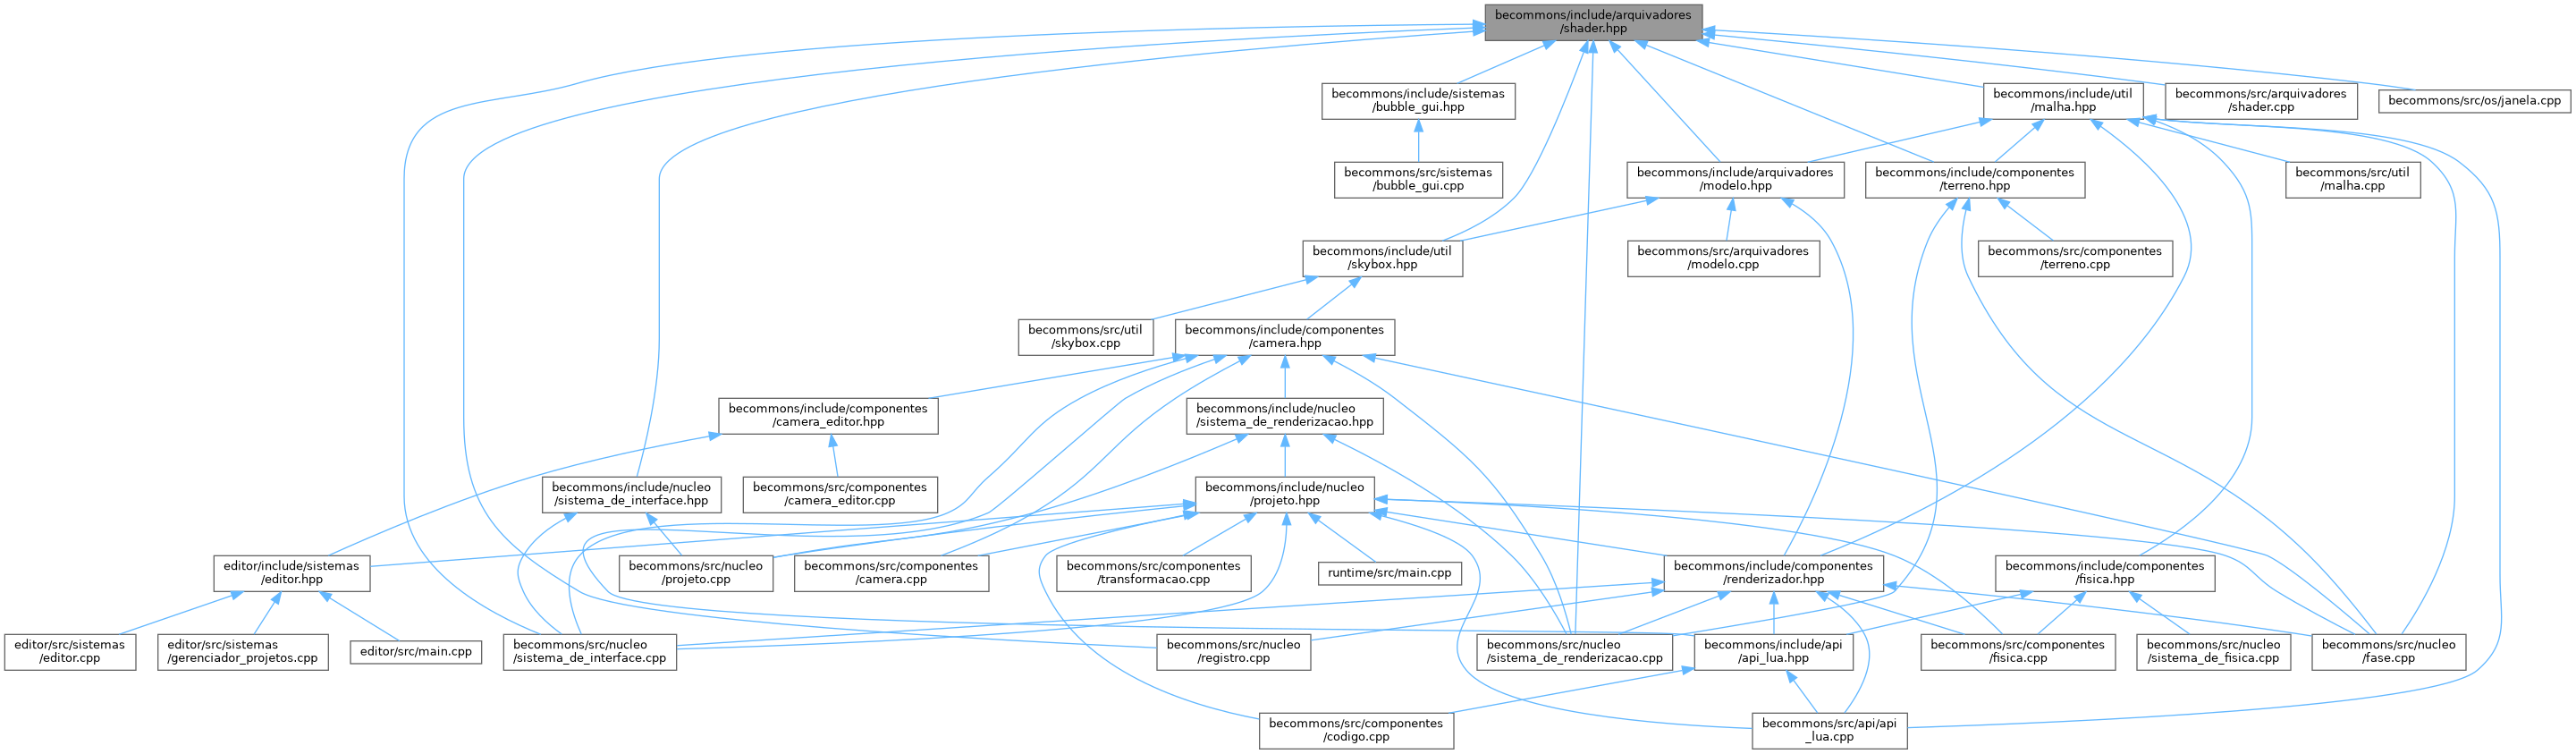 becommons/include/arquivadores
/shader.hpp
becommons/include/sistemas
/bubble_gui.hpp
becommons/include/util
/malha.hpp
becommons/src/arquivadores
/shader.cpp
becommons/src/os/janela.cpp
becommons/src/sistemas
/bubble_gui.cpp
becommons/include/arquivadores
/modelo.hpp
becommons/include/componentes
/terreno.hpp
becommons/src/util
/malha.cpp
becommons/include/util
/skybox.hpp
becommons/src/arquivadores
/modelo.cpp
becommons/src/componentes
/terreno.cpp
becommons/src/util
/skybox.cpp
becommons/include/componentes
/camera.hpp
becommons/include/componentes
/camera_editor.hpp
becommons/include/nucleo
/sistema_de_renderizacao.hpp
becommons/include/nucleo
/sistema_de_interface.hpp
becommons/src/componentes
/camera_editor.cpp
becommons/include/nucleo
/projeto.hpp
editor/include/sistemas
/editor.hpp
becommons/src/nucleo
/projeto.cpp
becommons/src/componentes
/camera.cpp
becommons/src/componentes
/transformacao.cpp
runtime/src/main.cpp
becommons/include/componentes
/renderizador.hpp
becommons/include/componentes
/fisica.hpp
editor/src/sistemas
/editor.cpp
editor/src/sistemas
/gerenciador_projetos.cpp
editor/src/main.cpp
becommons/src/nucleo
/sistema_de_interface.cpp
becommons/src/nucleo
/registro.cpp
becommons/src/nucleo
/sistema_de_renderizacao.cpp
becommons/include/api
/api_lua.hpp
becommons/src/componentes
/fisica.cpp
becommons/src/nucleo
/sistema_de_fisica.cpp
becommons/src/nucleo
/fase.cpp
becommons/src/componentes
/codigo.cpp
becommons/src/api/api
_lua.cpp